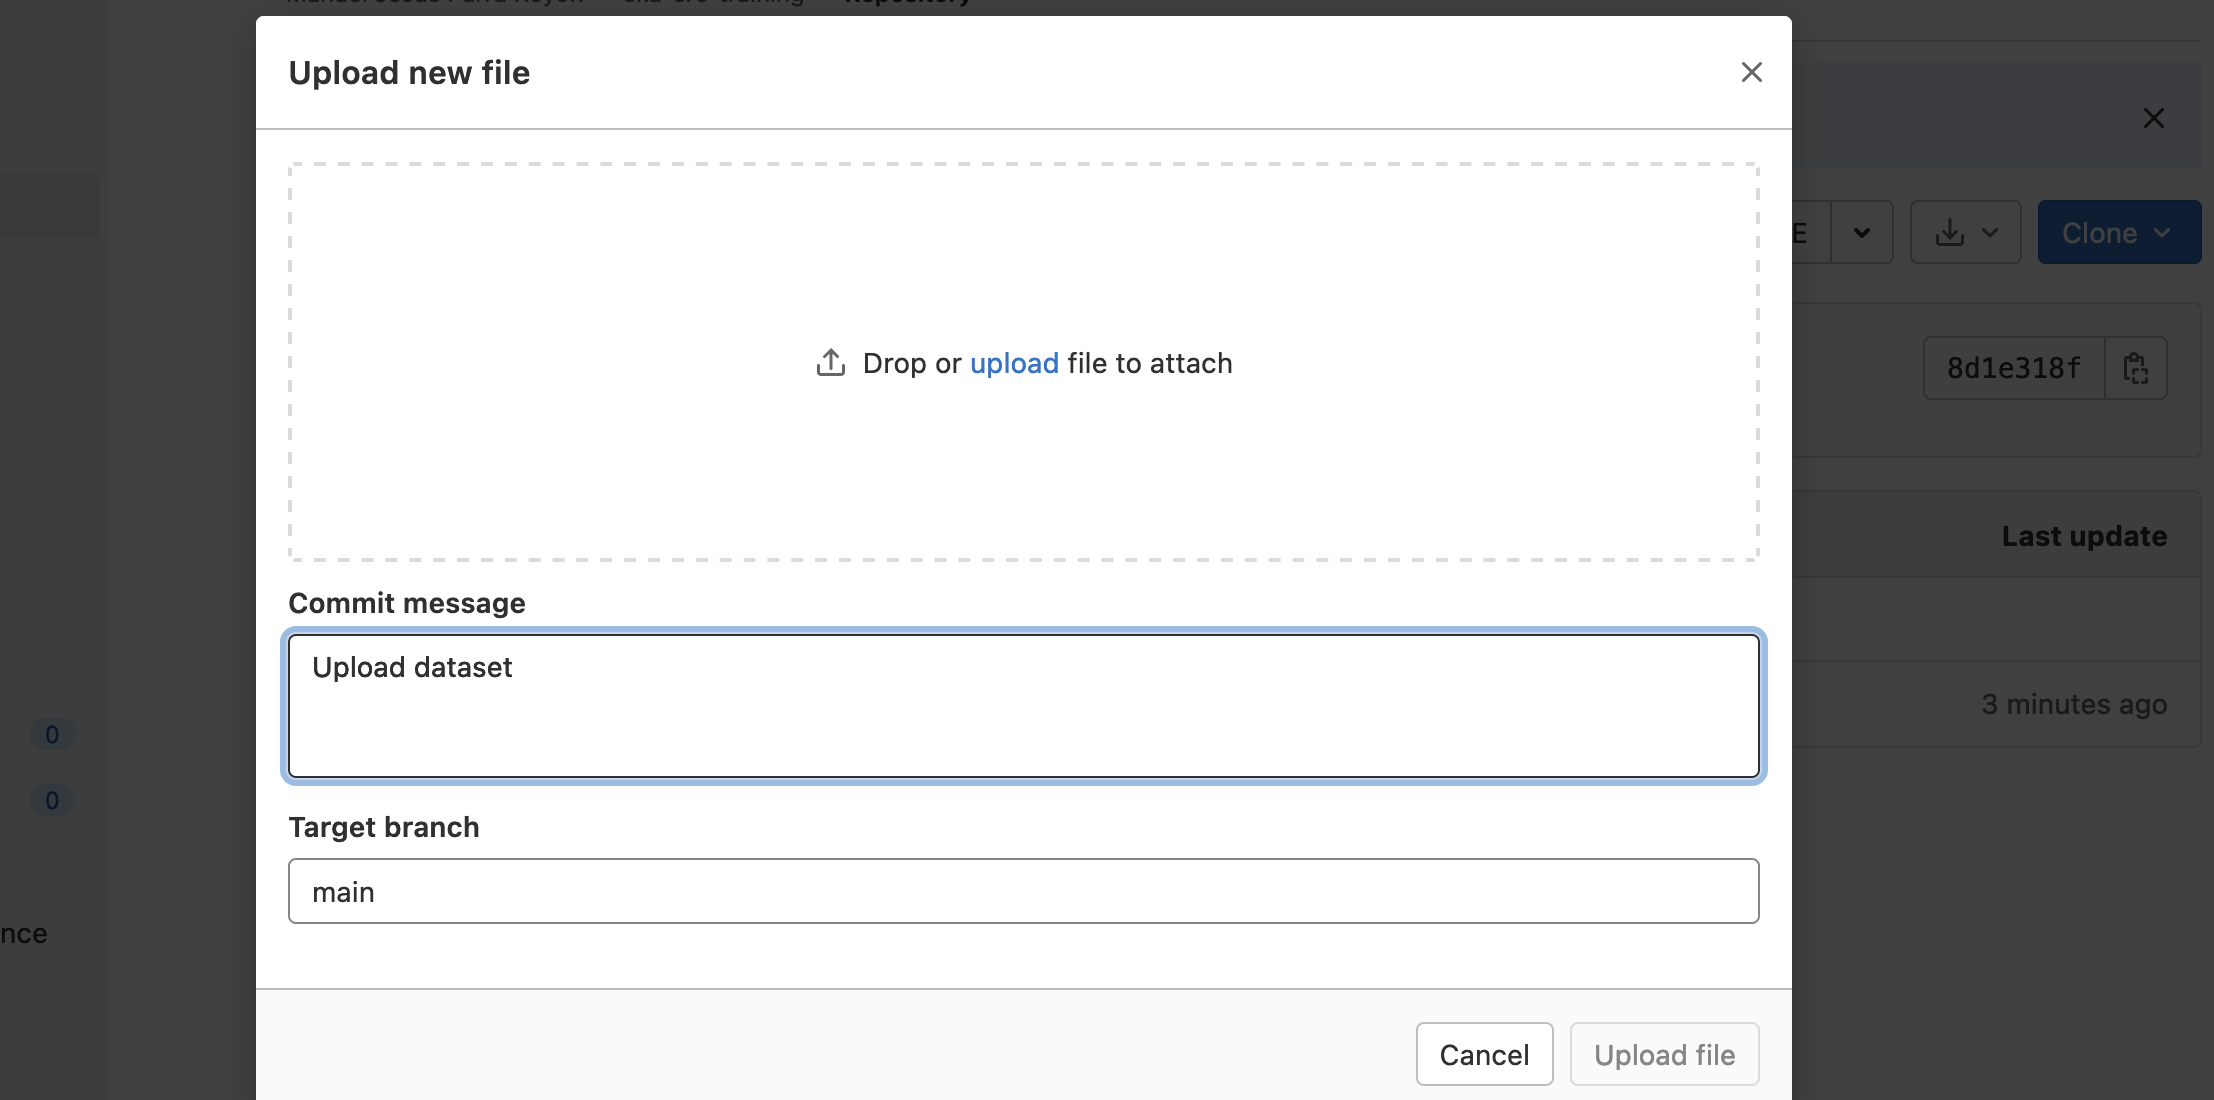 Repository
Upload new file
E
Clone
Drop or upload file to attach
8d1e318f
Last update
Commit message
Upload dataset
3 minutes ago
0
0
Target branch
main
nce
Cancel
Upload file